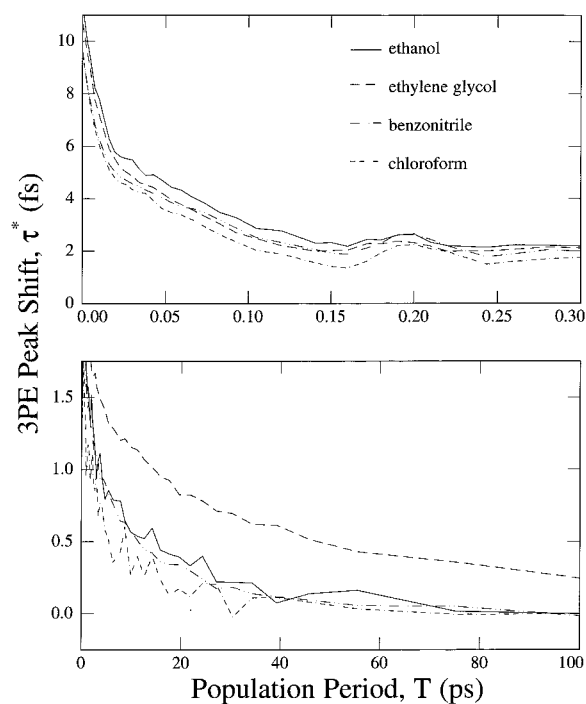 10
8
6
4
2
0
0.00 0.05 0.10 0.15 0.20 0.25 0.30
ethanol
ethylene glycol
benzonitrile
chloroform
3PE Peak Shift, τ* (fs)
1.5
1.0
0.5
0.0
0 20 40 60 80 100
Population Period, T (ps)